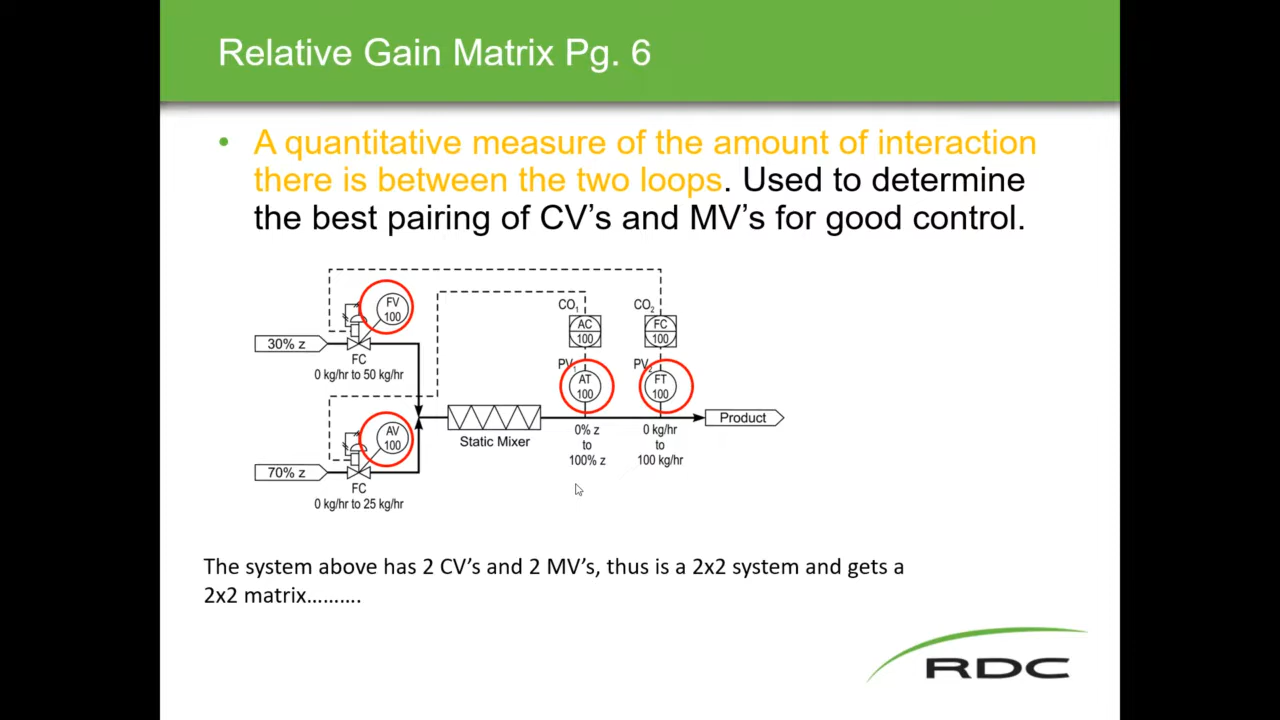 Relative Gain Matrix Pg. 6
• A quantitative measure of the amount of interaction
there is between the two loops. Used to determine
the best pairing of CV’s and MV’s for good control.
CO1
CO2
FV
100
AC
100
FC
100
30% z
FC
0 kg/hr to 50 kg/hr
PV1
PV2
AT
100
FT
100
AV
100
Static Mixer
Product
0% z
to
100% z
0 kg/hr
to
100 kg/hr
70% z
FC
0 kg/hr to 25 kg/hr
The system above has 2 CV’s and 2 MV’s, thus is a 2x2 system and gets a
2x2 matrix……….
RDC